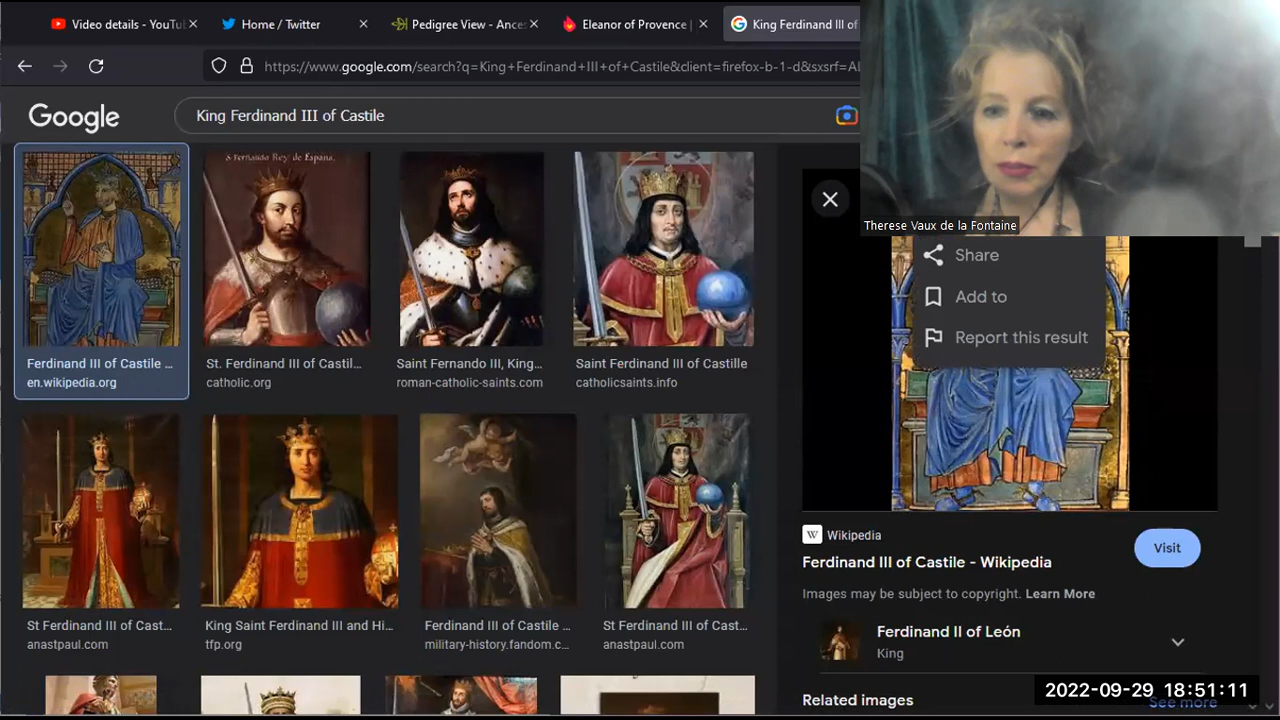 Video details - YouTu
Home / Twitter
Pedigree View - Ances
Eleanor of Provence |
King Ferdinand III of
https://www.google.com/search?q=King+Ferdinand+III+of+Castile&client=firefox-b-1-d&sxsrf=AL
Google
King Ferdinand III of Castile
S Fernando Rey de España.
Therese Vaux de la Fontaine
Share
Add to
Report this result
Ferdinand III of Castile ...
en.wikipedia.org
St. Ferdinand III of Castil...
catholic.org
Saint Fernando III, King...
roman-catholic-saints.com
Saint Ferdinand III of Castille
catholicsaints.info
W
Wikipedia
Ferdinand III of Castile - Wikipedia
Visit
Images may be subject to copyright. Learn More
Ferdinand II of León
King
St Ferdinand III of Cast...
anastpaul.com
King Saint Ferdinand III and Hi...
tfp.org
Ferdinand III of Castile ...
military-history.fandom.c...
St Ferdinand III of Cast...
anastpaul.com
Related images
See more
2022-09-29 18:51:11